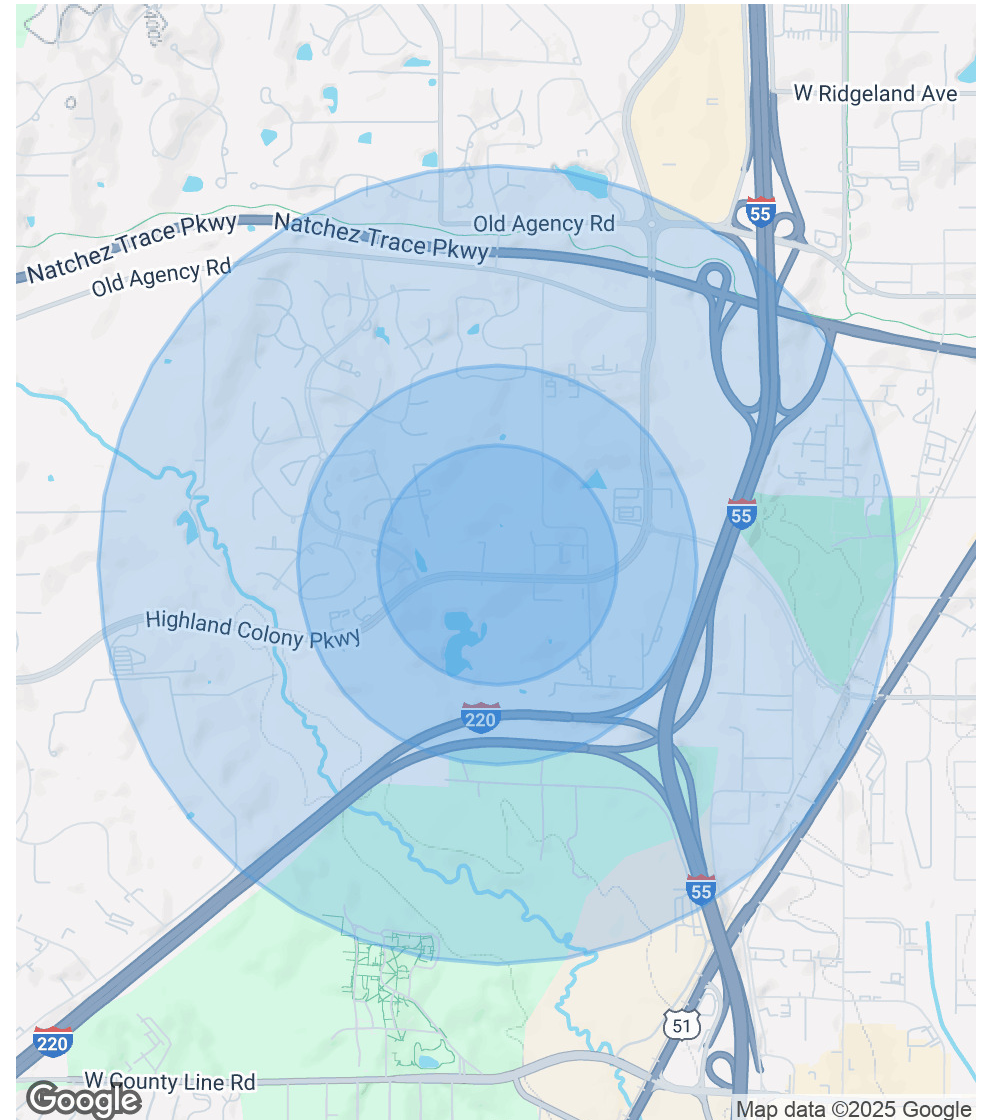 W Ridgeland Ave
55
Old Agency Rd
Natchez Trace Pkwy
Natchez Trace Pkwy
Old Agency Rd
55
Highland Colony Pkwy
220
55
51
220
W County Line Rd
Google
Map data ©2025 Google